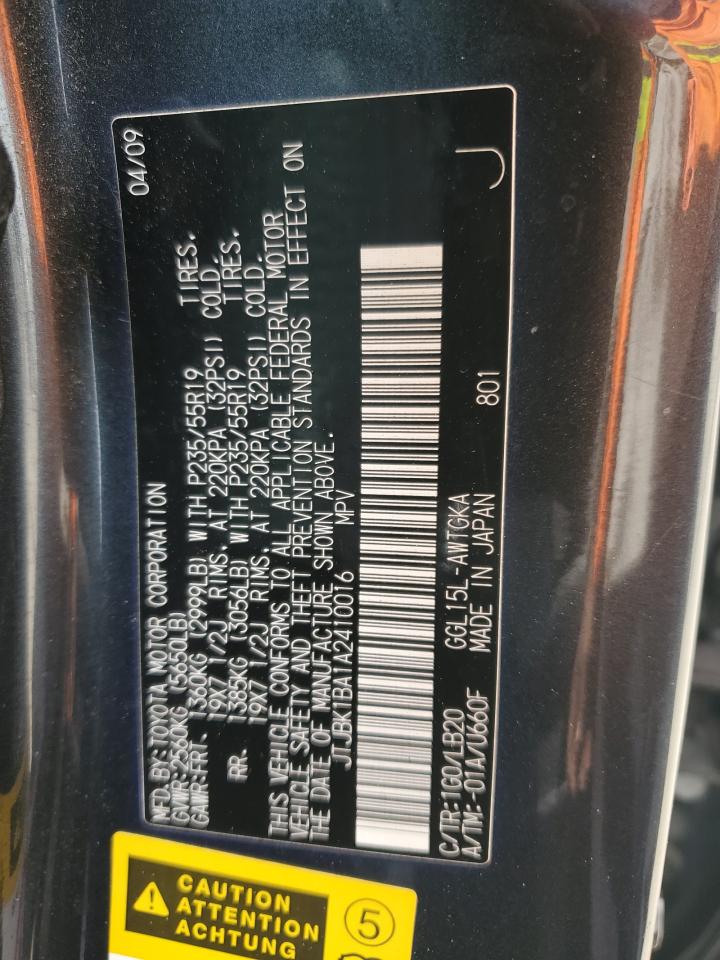 04/09
MFD. BY: TOYOTA MOTOR CORPORATION
GVWR: 2560KG (5650LB)
GAWR: FRT. 1360KG (2999LB) WITH P235/55R19 TIRES.
19X7 1/2J RIMS. AT 220KPA (32PSI) COLD.
RR. 1385KG (3056LB) WITH P235/55R19 TIRES.
19X7 1/2J RIMS. AT 220KPA (32PSI) COLD.
THIS VEHICLE CONFORMS TO ALL APPLICABLE FEDERAL MOTOR
VEHICLE SAFETY AND THEFT PREVENTION STANDARDS IN EFFECT ON
THE DATE OF MANUFACTURE SHOWN ABOVE.
JTJBK1BA1A2410016 MPV
C/TR: 1G0/LB20 GGL15L-AWTGKA 801 J
A/TM: -01A/U660F MADE IN JAPAN
CAUTION
ATTENTION
ACHTUNG
5